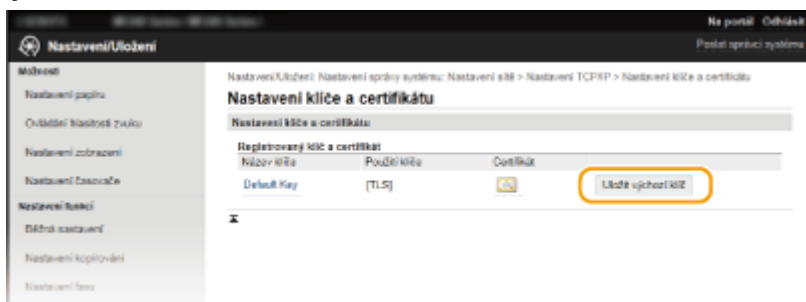 Na portál Odhlásit
Nastavení/Uložení
Poslat správci systému
Možnosti
Nastavení papíru
Ovládání hlasitosti zvuku
Nastavení zobrazení
Nastavení časovače
Nastavení funkcí
Běžná nastavení
Nastavení kopírování
Nastavení faxu
Nastavení/Uložení: Nastavení správy systému: Nastavení sítě > Nastavení TCP/IP > Nastavení klíče a certifikátu
Nastavení klíče a certifikátu
Nastavení klíče a certifikátu
Registrovaný klíč a certifikát
Název klíče Použití klíče Certifikát
Default Key [TLS] Uložit výchozí klíč